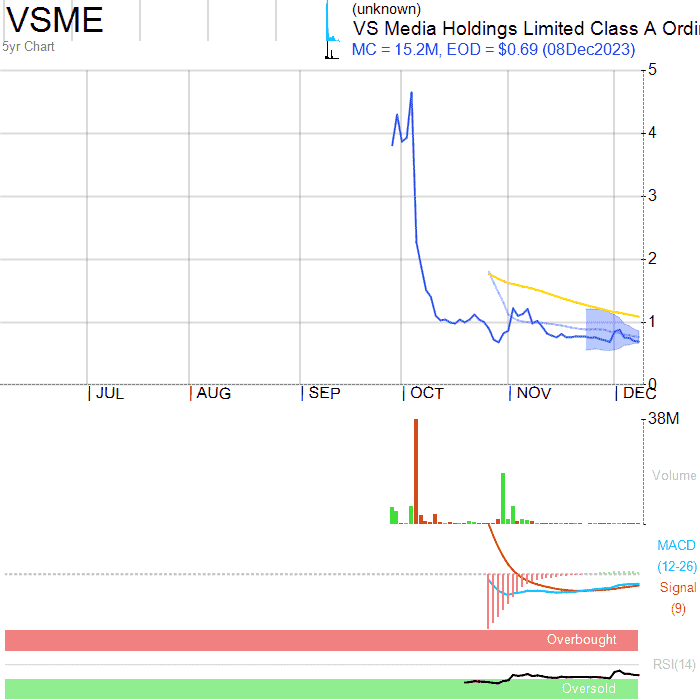 VSME
5yr Chart
(unknown)
VS Media Holdings Limited Class A Ordi
MC = 15.2M, EOD = $0.69 (08Dec2023)
5
4
3
2
1
0
JUL AUG SEP OCT NOV DEC
38M
Volume
MACD
(12-26)
Signal
(9)
Overbought
RSI(14)
Oversold